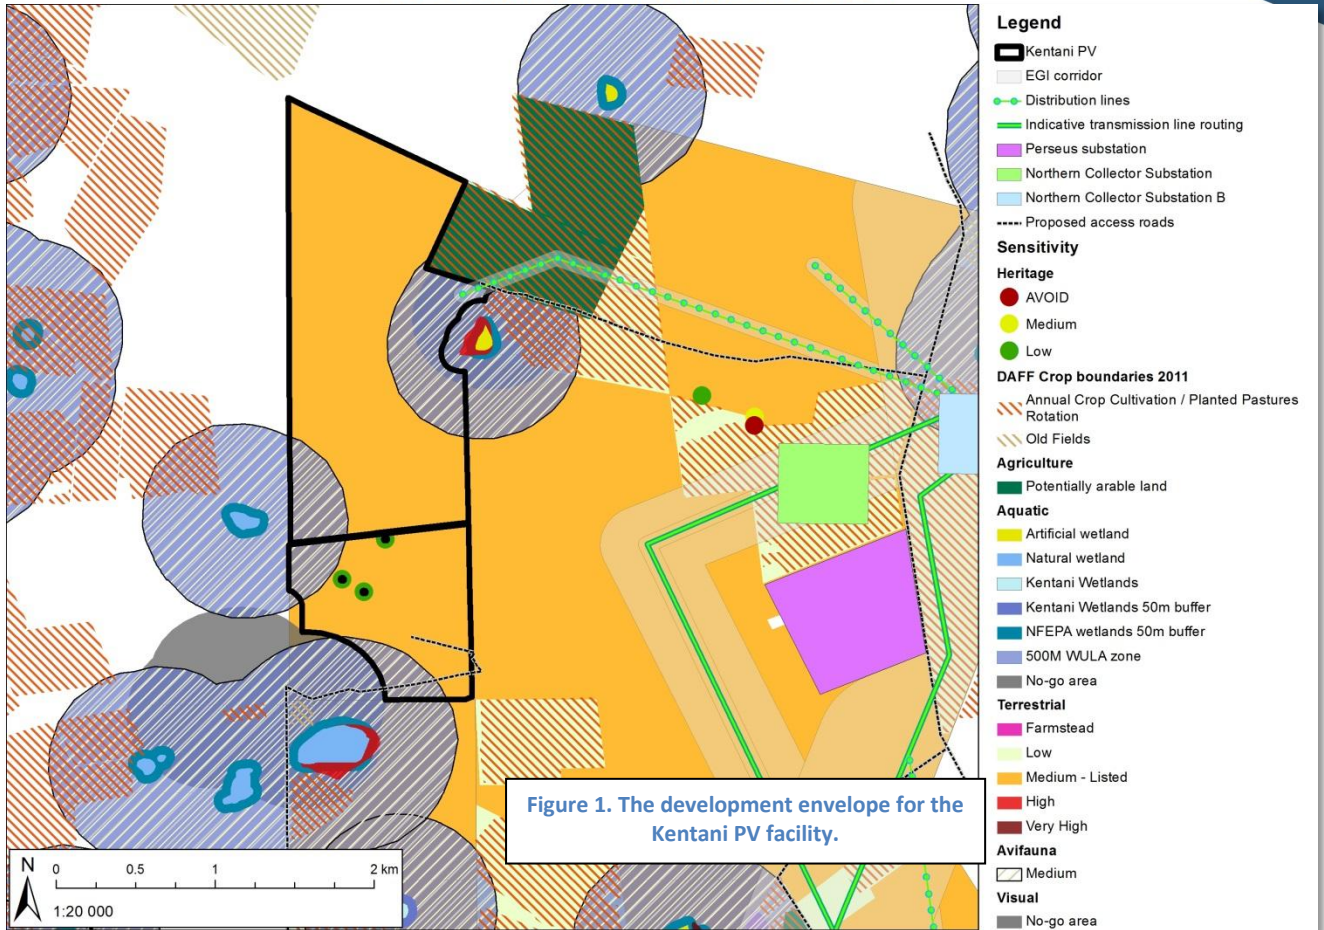 Legend
Kentani PV
EGI corridor
Distribution lines
Indicative transmission line routing
Perseus substation
Northern Collector Substation
Northern Collector Substation B
Proposed access roads
Sensitivity
Heritage
AVOID
Medium
Low
DAFF Crop boundaries 2011
Annual Crop Cultivation / Planted Pastures
Rotation
Old Fields
Agriculture
Potentially arable land
Aquatic
Artificial wetland
Natural wetland
Kentani Wetlands
Kentani Wetlands 50m buffer
NFEPA wetlands 50m buffer
500M WULA zone
No-go area
Terrestrial
Farmstead
Low
Medium - Listed
High
Very High
Avifauna
Medium
Visual
No-go area
Figure 1. The development envelope for the
Kentani PV facility.
N
0 0.5 1 2 km
1:20 000